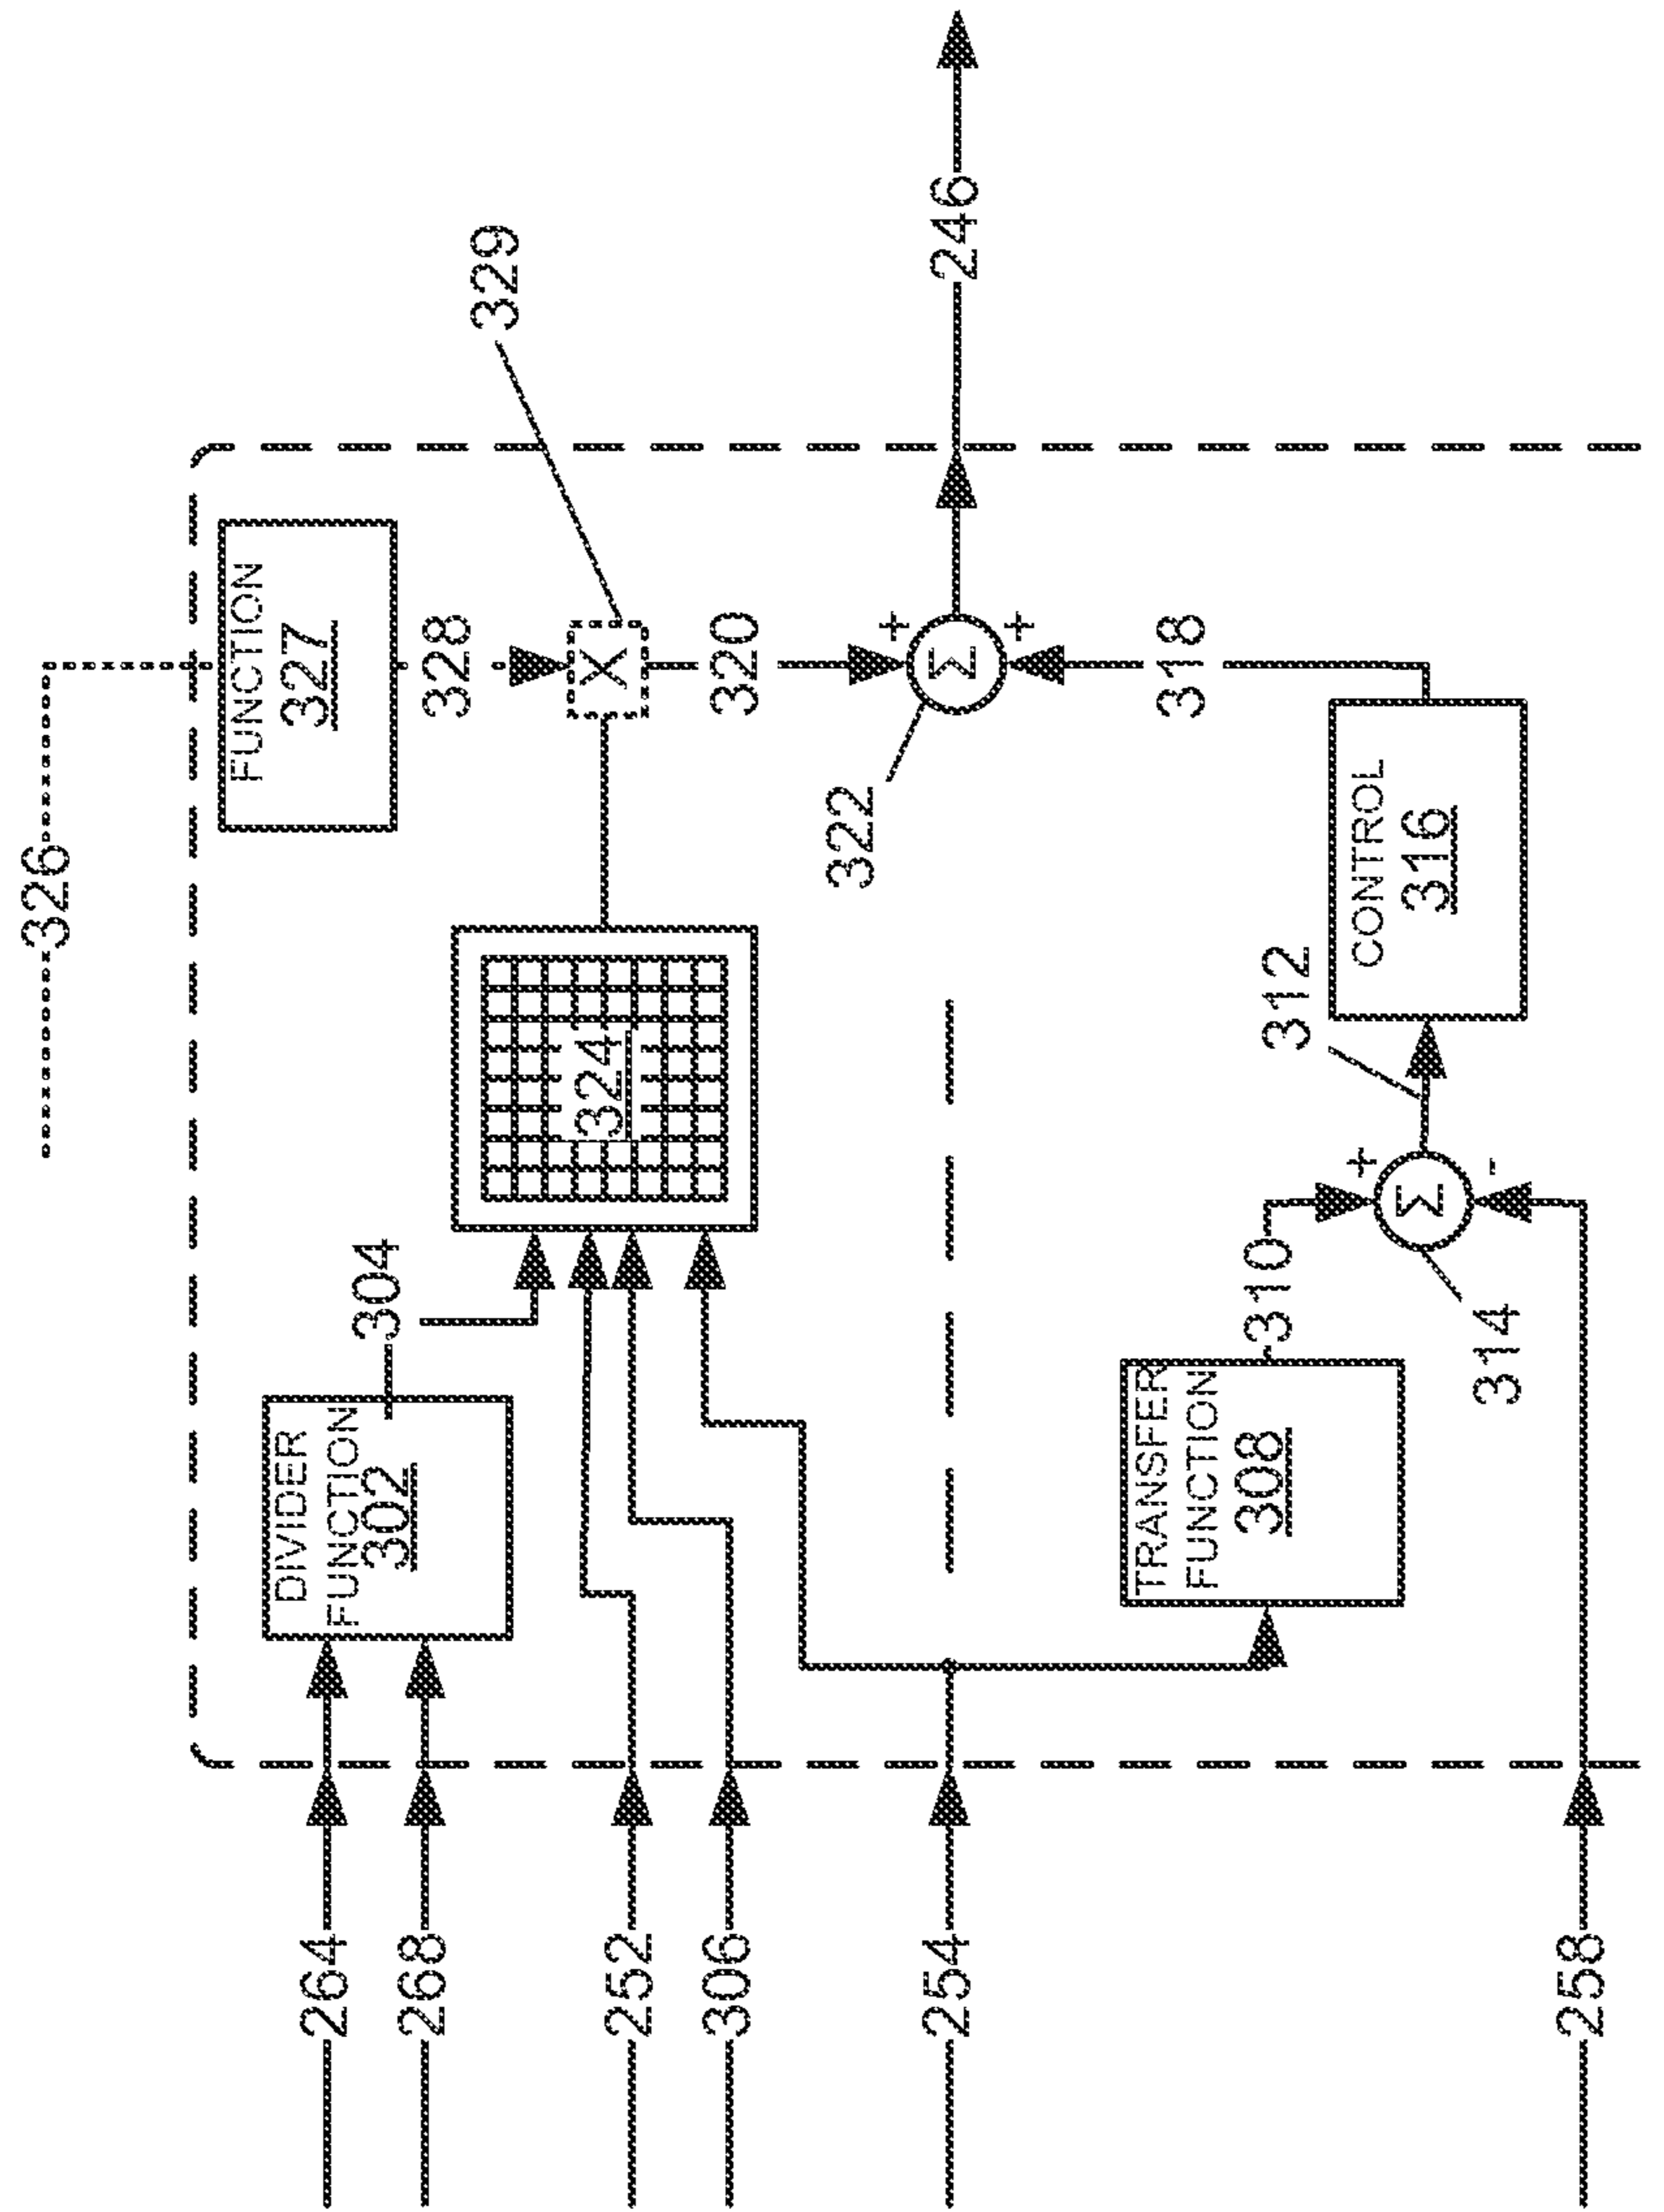 326
FUNCTION
327
328
329
X
320
246
+
Σ
+
322
318
324
304
DIVIDER
FUNCTION
302
264
268
252
306
254
TRANSFER
FUNCTION
308
310
+
Σ
-
314
312
CONTROL
316
258